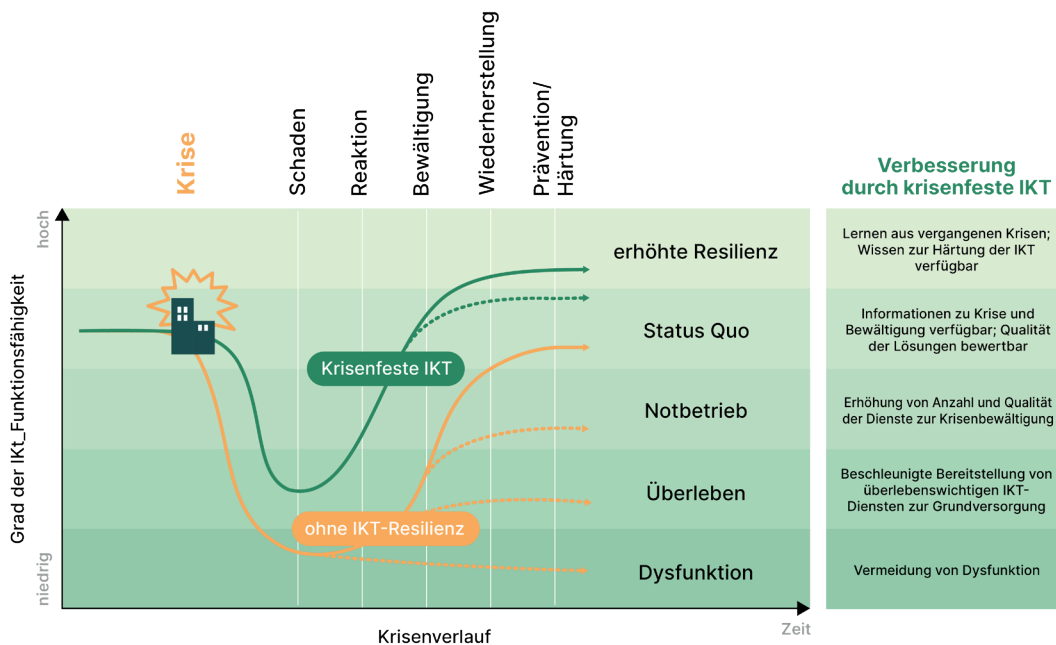 Krise
Schaden
Reaktion
Bewältigung
Wiederherstellung
Prävention/
Härtung
Verbesserung
durch krisenfeste IKT
hoch
Grad der IKt_Funktionsfähigkeit
niedrig
erhöhte Resilienz
Lernen aus vergangenen Krisen;
Wissen zur Härtung der IKT
verfügbar
Status Quo
Informationen zu Krise und
Bewältigung verfügbar; Qualität
der Lösungen bewertbar
Krisenfeste IKT
Notbetrieb
Erhöhung von Anzahl und Qualität
der Dienste zur Krisenbewältigung
Überleben
Beschleunigte Bereitstellung von
überlebenswichtigen IKT-
Diensten zur Grundversorgung
ohne IKT-Resilienz
Dysfunktion
Vermeidung von Dysfunktion
Krisenverlauf
Zeit